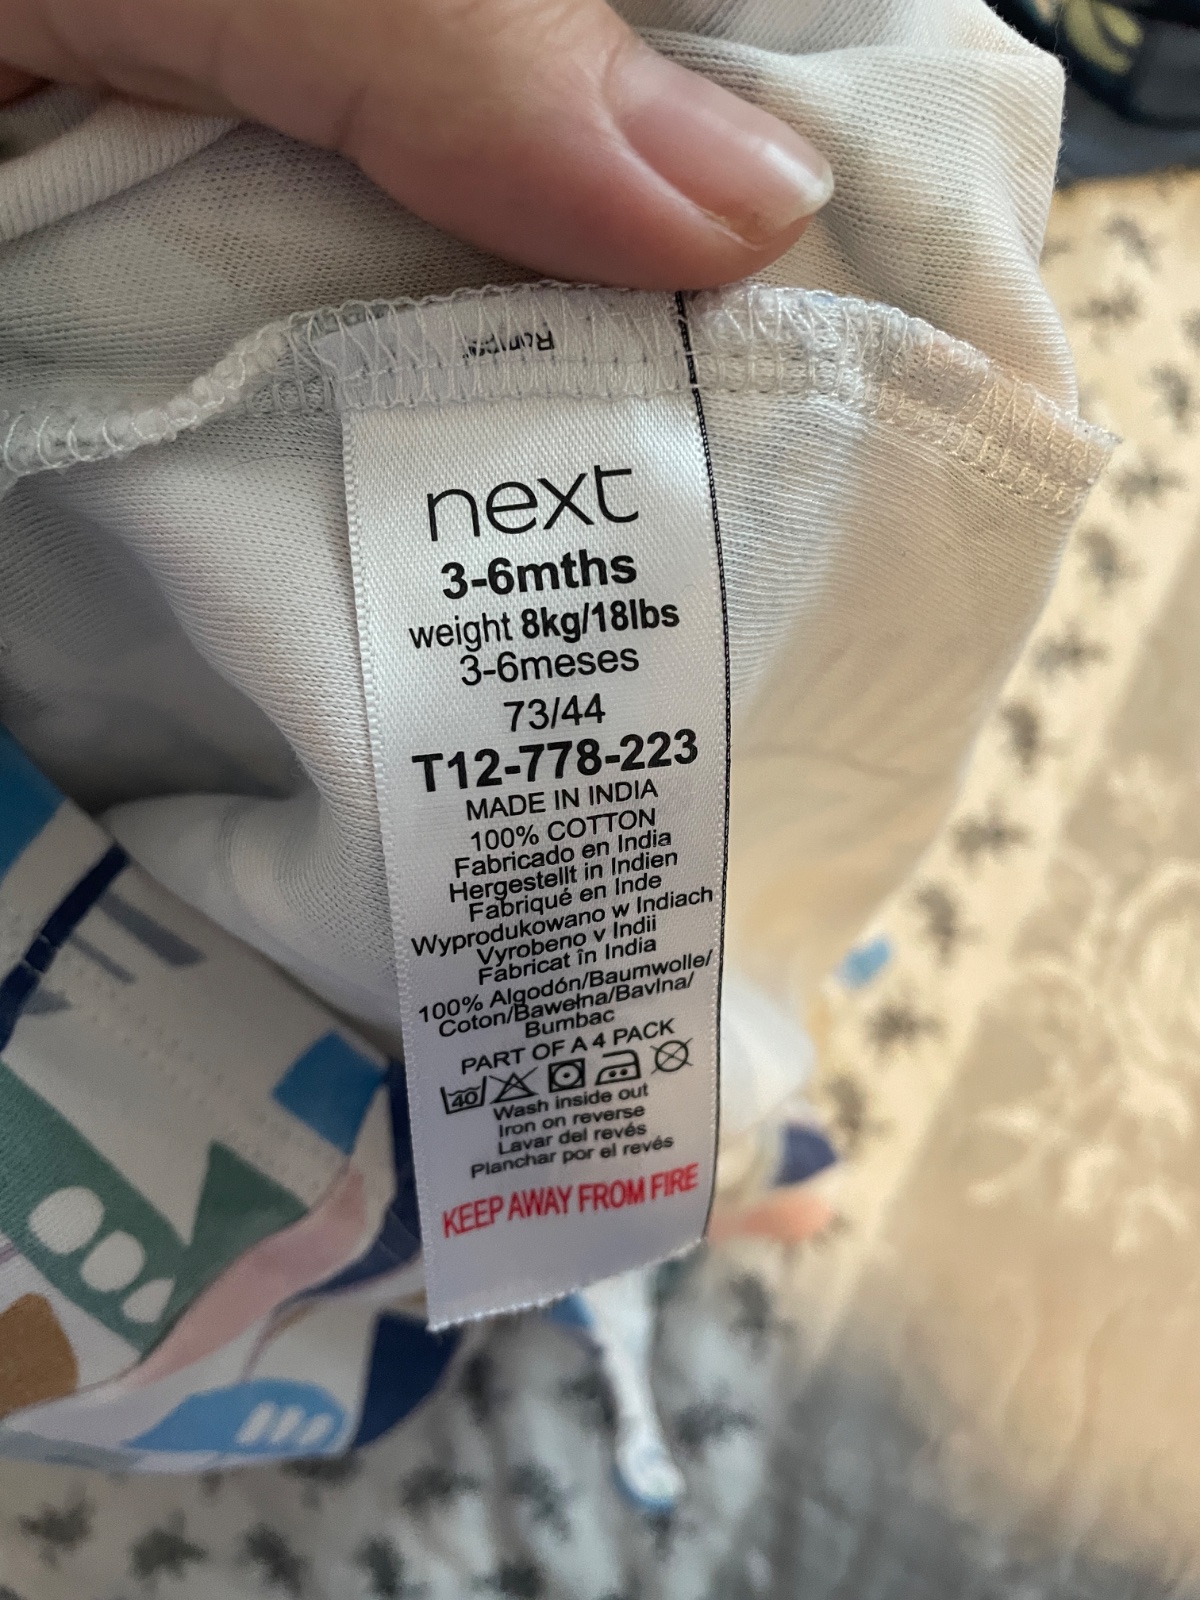 Romper
next
3-6mths
weight 8kg/18lbs
3-6meses
73/44
T12-778-223
MADE IN INDIA
100% COTTON
Fabricado en India
Hergestellt in Indien
Fabriqué en Inde
Wyprodukowano w Indiach
Vyrobeno v Indii
Fabricat în India
100% Algodón/Baumwolle/
Coton/Bawełna/Bavlna/
Bumbac
PART OF A 4 PACK
40
Wash inside out
Iron on reverse
Lavar del revés
Planchar por el revés
KEEP AWAY FROM FIRE